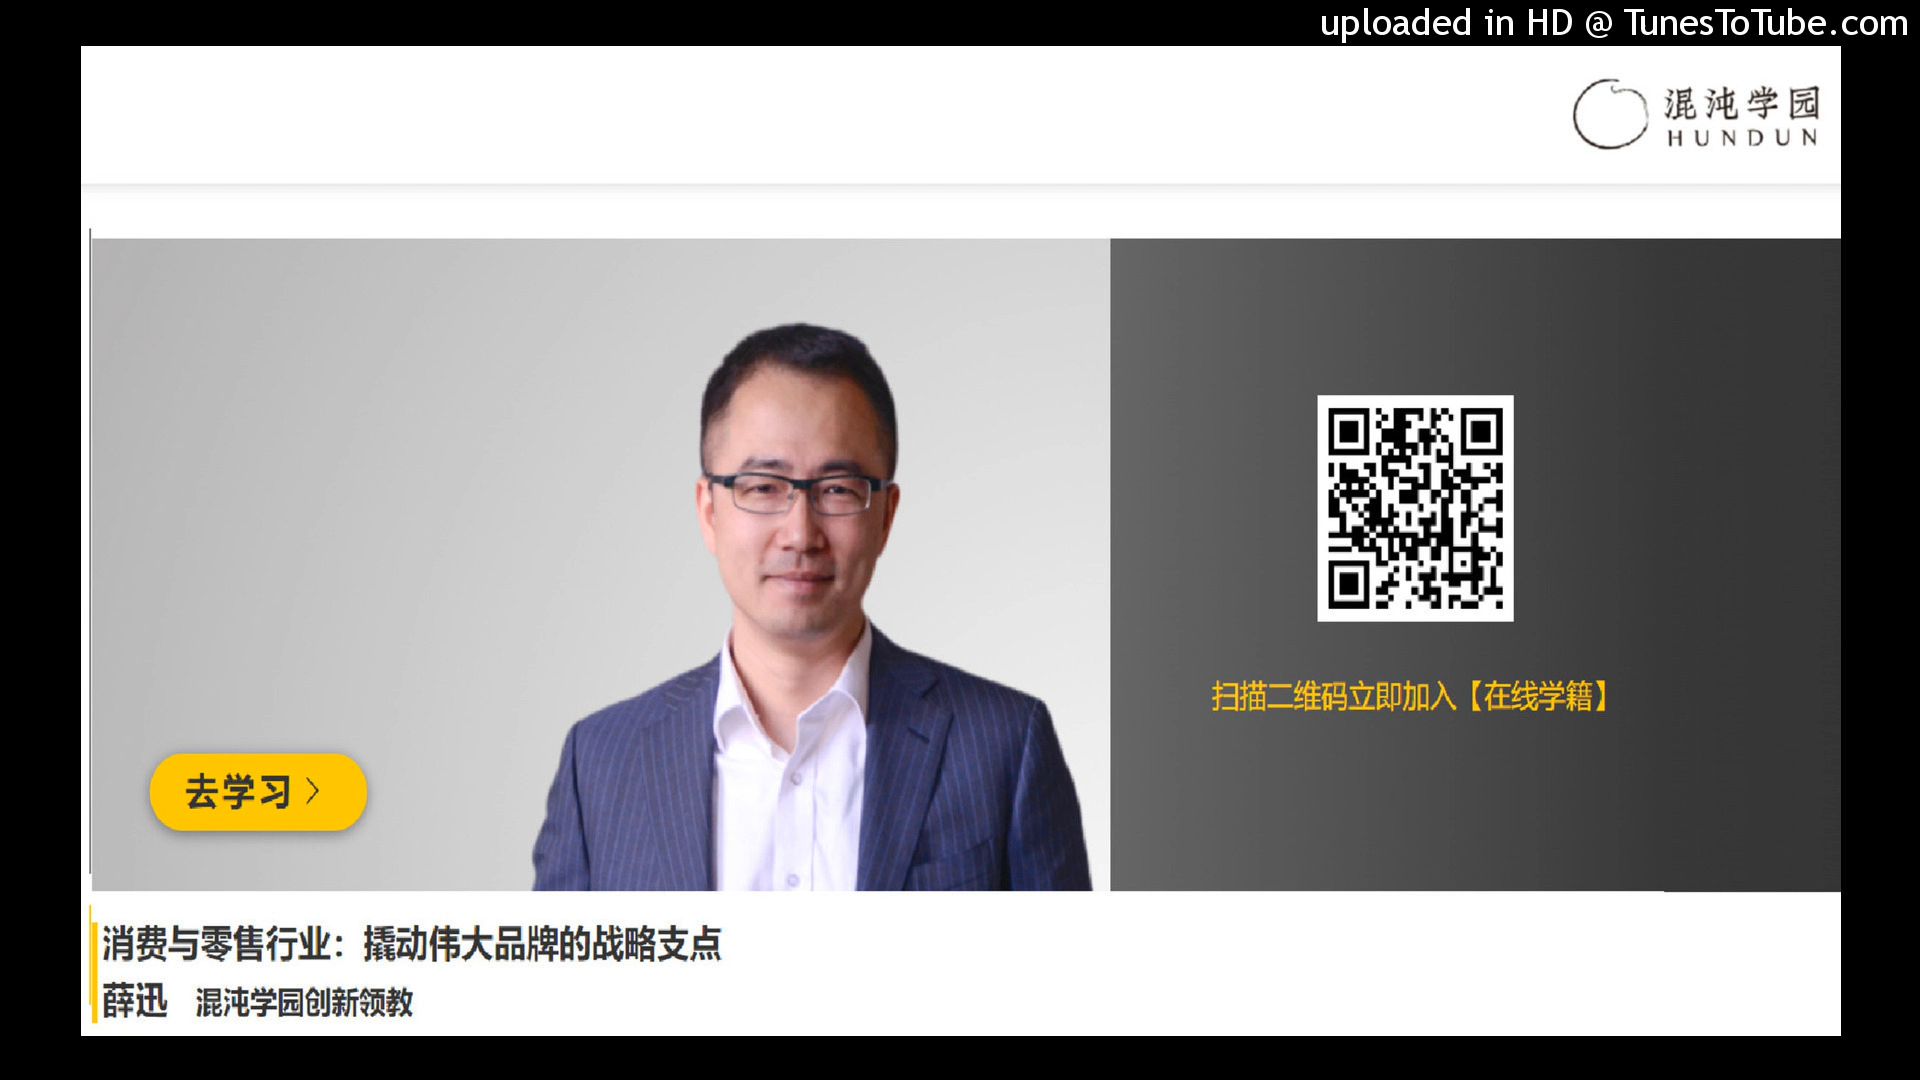 uploaded in HD @ TunesToTube.com
混沌学园
HUNDUN
扫描二维码立即加入【在线学籍】
去学习 >
消费与零售行业：撬动伟大品牌的战略支点
薛迅 混沌学园创新领教